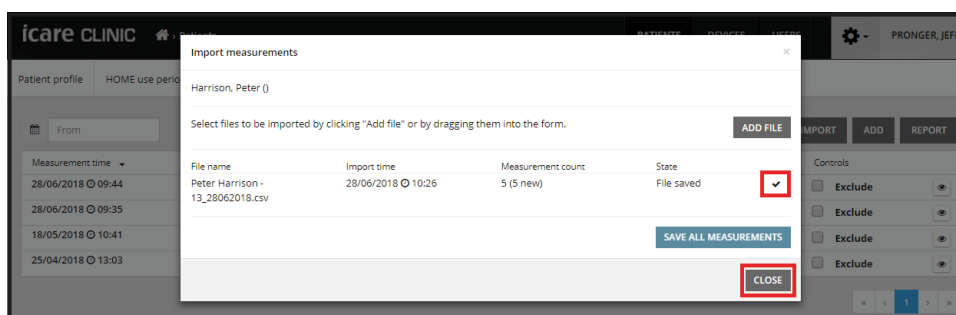 icare CLINIC
PATIENTS DEVICES USERS
PRONGER, JEF
Import measurements ×
Patient profile HOME use perio
Harrison, Peter ()
From
Select files to be imported by clicking "Add file" or by dragging them into the form.
ADD FILE
IMPORT ADD REPORT
Measurement time
File name Import time Measurement count State
Controls
28/06/2018 09:44
Peter Harrison - 28/06/2018 10:26 5 (5 new) File saved
13_28062018.csv
Exclude
28/06/2018 09:35
Exclude
18/05/2018 10:41
SAVE ALL MEASUREMENTS
Exclude
25/04/2018 13:03
Exclude
CLOSE
« ‹ 1 › »